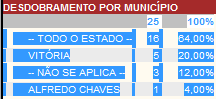 DESDOBRAMENTO POR MUNICÍPIO
25 100%
-- TODO O ESTADO -- 16 64,00%
VITÓRIA 5 20,00%
-- NÃO SE APLICA -- 3 12,00%
ALFREDO CHAVES 1 4,00%